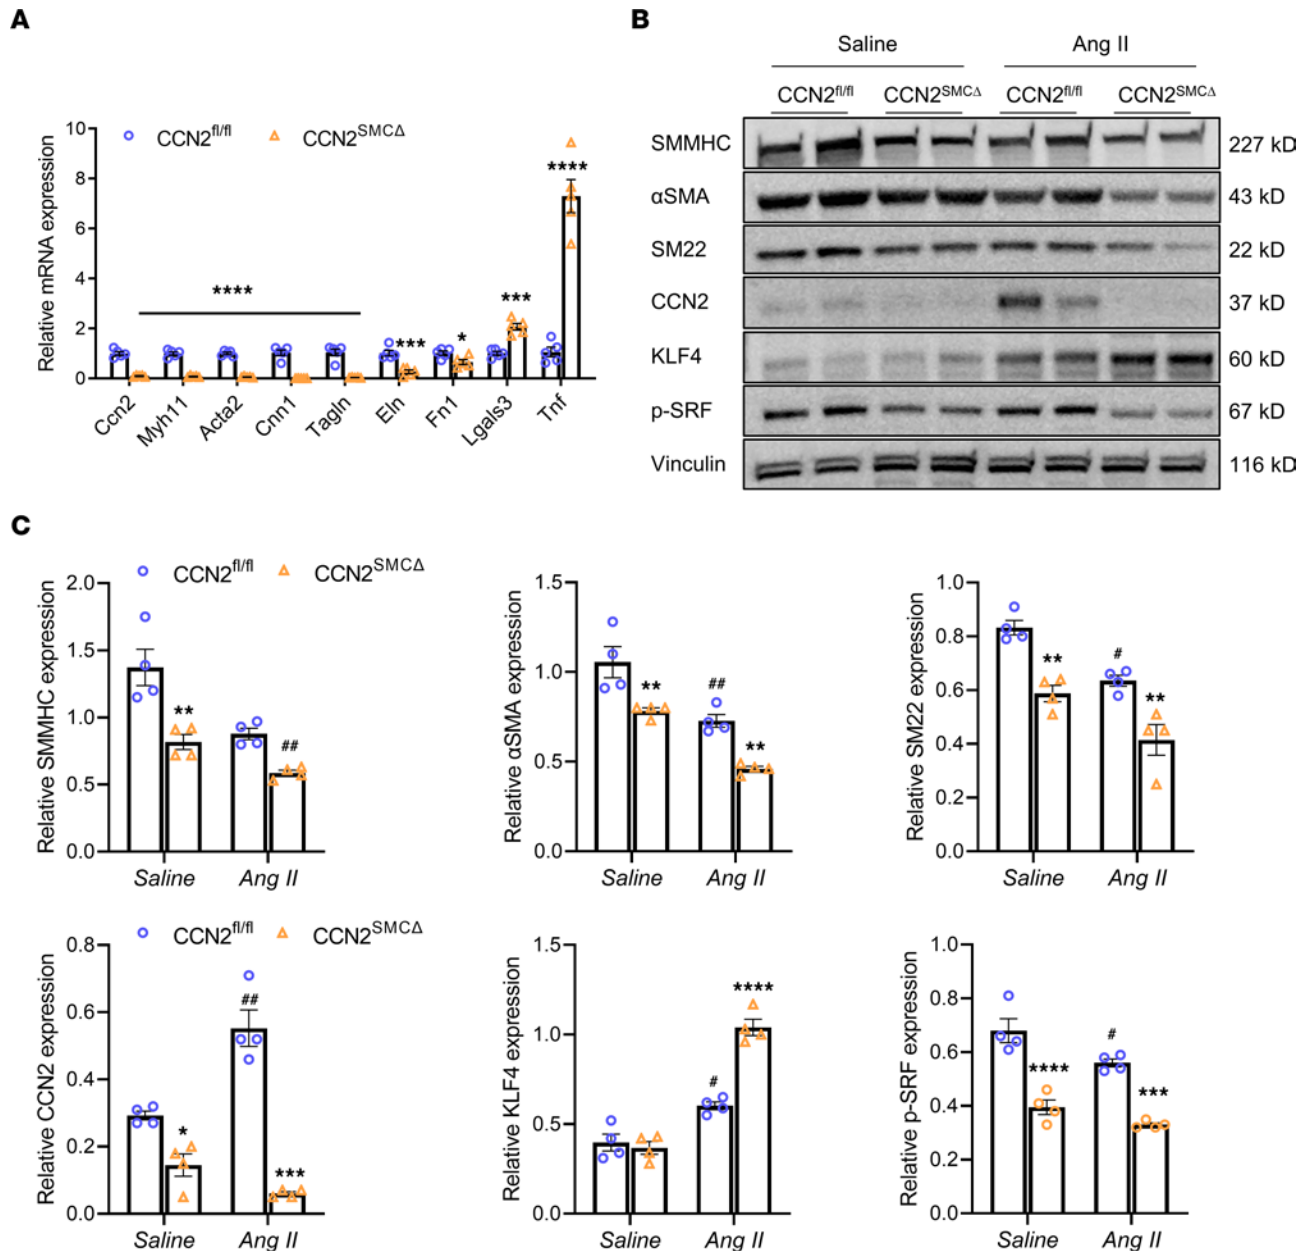 A
CCN2fl/fl CCN2SMCΔ
Relative mRNA expression
10
8
6
4
2
0
****
***
*
***
****
Ccn2 Myh11 Acta2 Cnn1 Tagln Eln Fn1 Lgals3 Tnf
B
Saline Ang II
CCN2fl/fl CCN2SMCΔ CCN2fl/fl CCN2SMCΔ
SMMHC 227 kD
αSMA 43 kD
SM22 22 kD
CCN2 37 kD
KLF4 60 kD
p-SRF 67 kD
Vinculin 116 kD
C
CCN2fl/fl CCN2SMCΔ
Relative SMMHC expression
2.0
1.5
1.0
0.5
0.0
**
##
Saline Ang II
Relative αSMA expression
1.5
1.0
0.5
0.0
**
##
**
Saline Ang II
Relative SM22 expression
1.0
0.8
0.6
0.4
0.2
0.0
**
#
**
Saline Ang II
CCN2fl/fl CCN2SMCΔ
Relative CCN2 expression
0.8
0.6
0.4
0.2
0.0
*
##
***
Saline Ang II
Relative KLF4 expression
1.5
1.0
0.5
0.0
#
****
Saline Ang II
Relative p-SRF expression
1.0
0.8
0.6
0.4
0.2
0.0
****
#
***
Saline Ang II